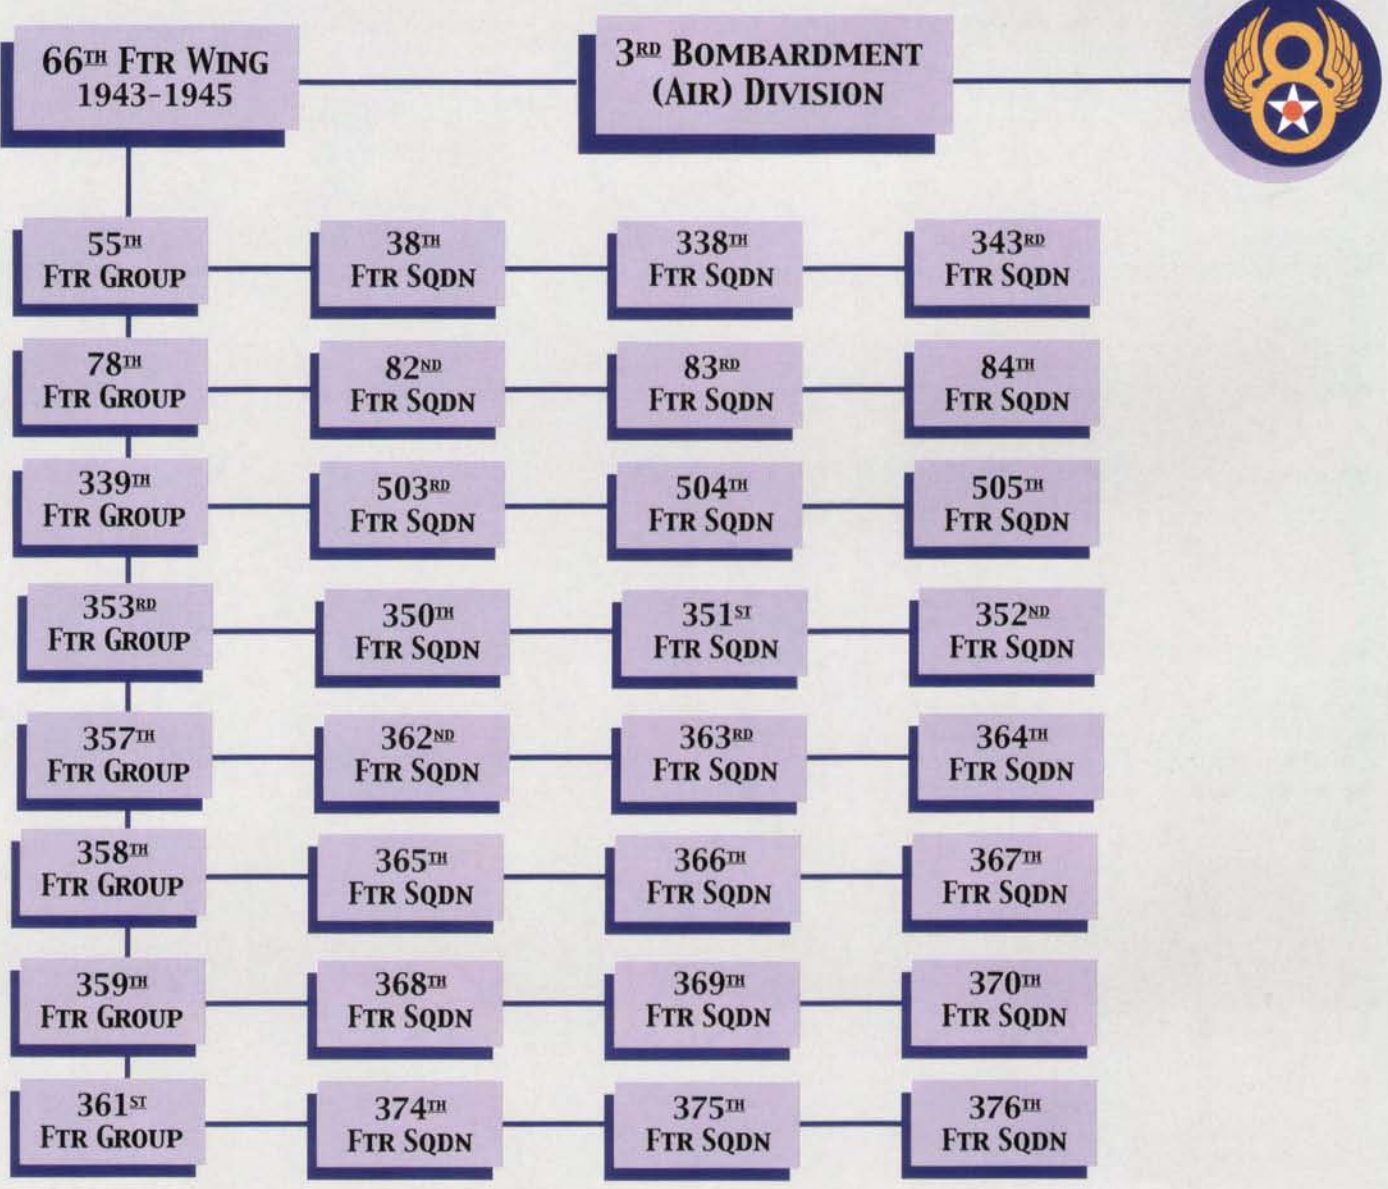 66TH FTR WING
1943-1945
3RD BOMBARDMENT
(AIR) DIVISION
8
55TH
FTR GROUP
38TH
FTR SQDN
338TH
FTR SQDN
343RD
FTR SQDN
78TH
FTR GROUP
82ND
FTR SQDN
83RD
FTR SQDN
84TH
FTR SQDN
339TH
FTR GROUP
503RD
FTR SQDN
504TH
FTR SQDN
505TH
FTR SQDN
353RD
FTR GROUP
350TH
FTR SQDN
351ST
FTR SQDN
352ND
FTR SQDN
357TH
FTR GROUP
362ND
FTR SQDN
363RD
FTR SQDN
364TH
FTR SQDN
358TH
FTR GROUP
365TH
FTR SQDN
366TH
FTR SQDN
367TH
FTR SQDN
359TH
FTR GROUP
368TH
FTR SQDN
369TH
FTR SQDN
370TH
FTR SQDN
361ST
FTR GROUP
374TH
FTR SQDN
375TH
FTR SQDN
376TH
FTR SQDN